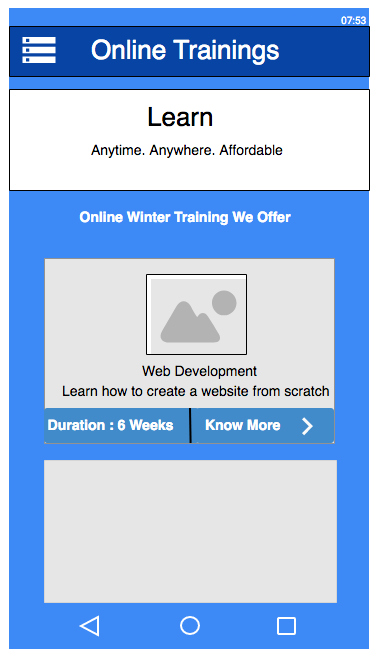 07:53
Online Trainings
Learn
Anytime. Anywhere. Affordable
Online Winter Training We Offer
Web Development
Learn how to create a website from scratch
Duration : 6 Weeks
Know More